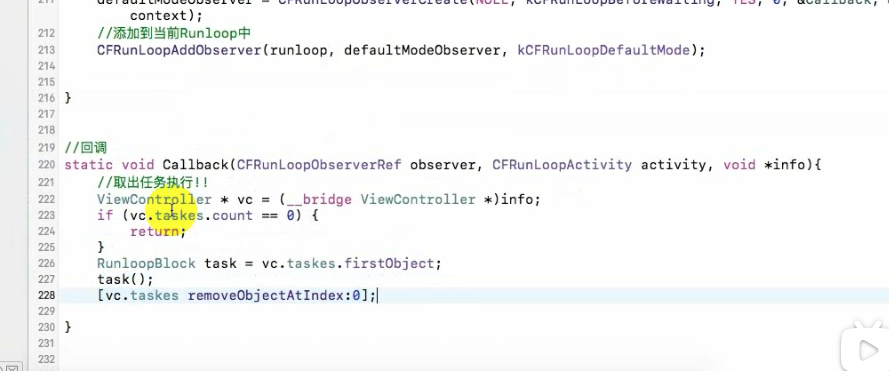 211 defaultModeObserver = CFRunLoopObserverCreate(NULL, kCFRunLoopBeforeWaiting, YES, 0, &Callback,
context);
212 //添加到当前Runloop中
213 CFRunLoopAddObserver(runloop, defaultModeObserver, kCFRunLoopDefaultMode);
214
215
216 }
217
218
219 //回调
220 static void Callback(CFRunLoopObserverRef observer, CFRunLoopActivity activity, void *info){
221 //取出任务执行!!
222 ViewController * vc = (__bridge ViewController *)info;
223 if (vc.taskes.count == 0) {
224 return;
225 }
226 RunloopBlock task = vc.taskes.firstObject;
227 task();
228 [vc.taskes removeObjectAtIndex:0];
229
230 }
231
232